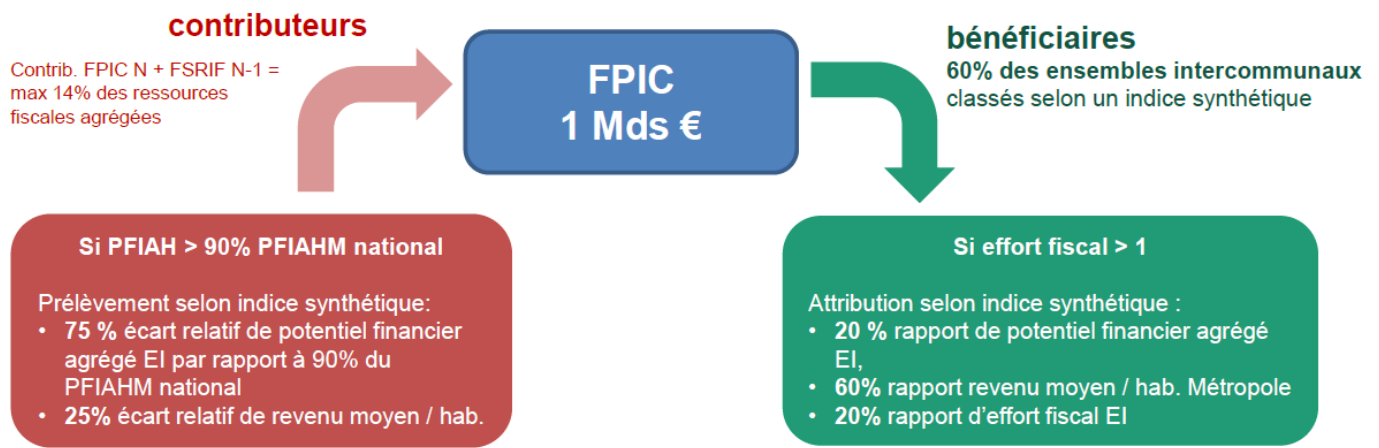 contributeurs
Contrib. FPIC N + FSRIF N-1 =
max 14% des ressources
fiscales agrégées
FPIC
1 Mds €
bénéficiaires
60% des ensembles intercommunaux
classés selon un indice synthétique
Si PFIAH > 90% PFIAHM national
Prélèvement selon indice synthétique:
• 75 % écart relatif de potentiel financier
agrégé EI par rapport à 90% du
PFIAHM national
• 25% écart relatif de revenu moyen / hab.
Si effort fiscal > 1
Attribution selon indice synthétique :
• 20 % rapport de potentiel financier agrégé
EI,
• 60% rapport revenu moyen / hab. Métropole
• 20% rapport d'effort fiscal EI